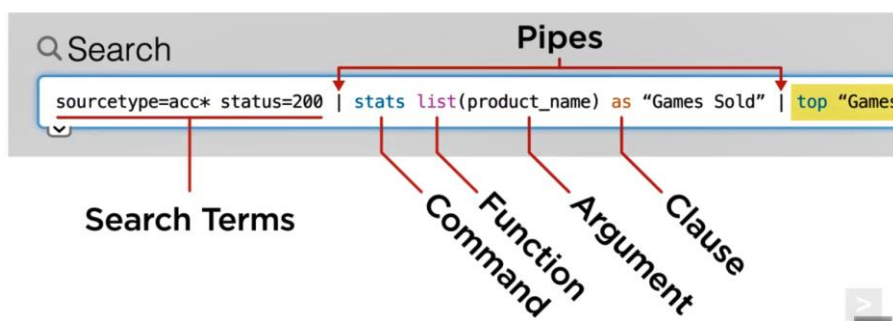 Pipes
Search
sourcetype=acc* status=200 | stats list(product_name) as “Games Sold” | top “Games
Search Terms
Command
Function
Argument
Clause